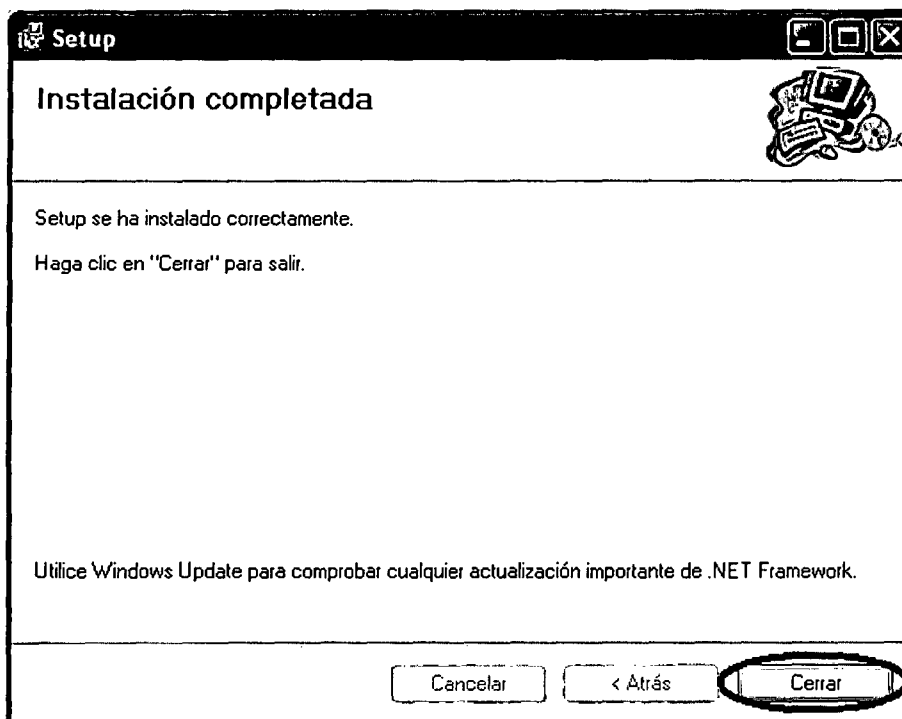 Setup
Instalación completada
Setup se ha instalado correctamente.
Haga clic en "Cerrar" para salir.
Utilice Windows Update para comprobar cualquier actualización importante de .NET Framework.
Cancelar
< Atrás
Cerrar